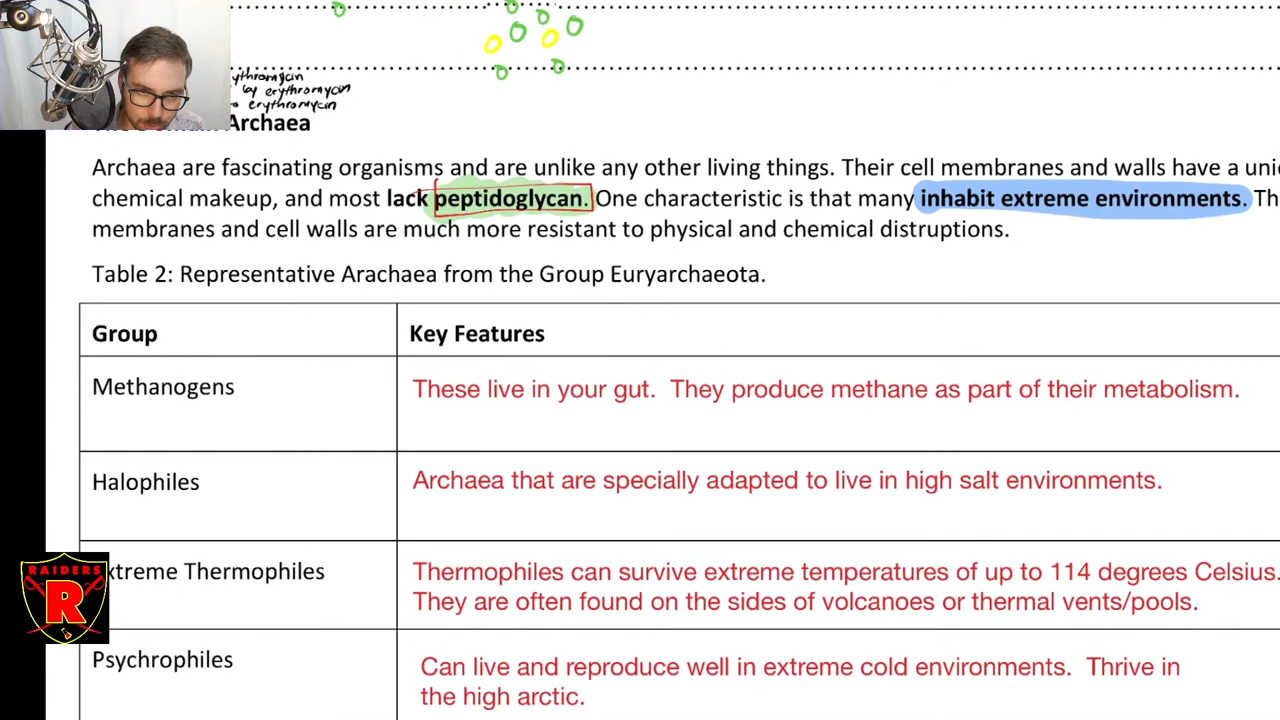 erythromycin
by erythromycin
erythromycin
Archaea
Archaea are fascinating organisms and are unlike any other living things. Their cell membranes and walls have a
chemical makeup, and most lack peptidoglycan. One characteristic is that many inhabit extreme environments.
membranes and cell walls are much more resistant to physical and chemical distruptions.
Table 2: Representative Arachaea from the Group Euryarchaeota.
Group Key Features
Methanogens These live in your gut. They produce methane as part of their metabolism.
Halophiles Archaea that are specially adapted to live in high salt environments.
RAIDERS
R
xtreme Thermophiles Thermophiles can survive extreme temperatures of up to 114 degrees Celsius.
They are often found on the sides of volcanoes or thermal vents/pools.
Psychrophiles Can live and reproduce well in extreme cold environments. Thrive in
the high arctic.